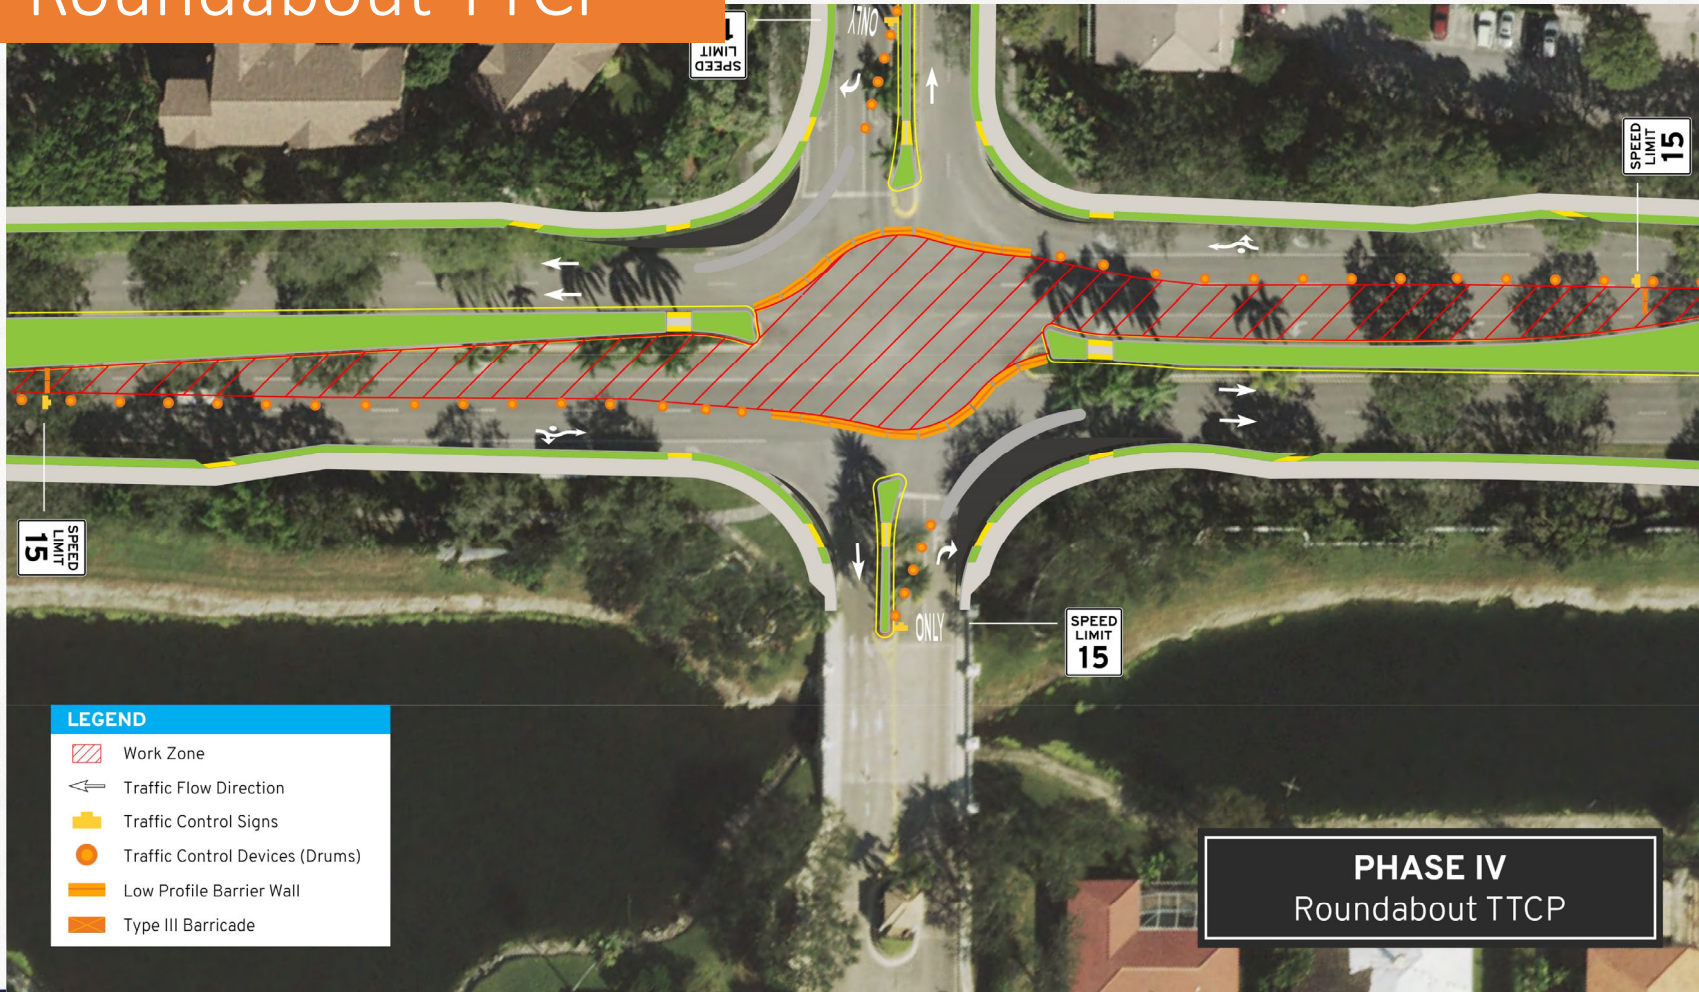 Roundabout TTCP
ONLY
SPEED
LIMIT
SPEED
LIMIT
15
SPEED
LIMIT
15
ONLY
SPEED
LIMIT
15
LEGEND
Work Zone
Traffic Flow Direction
Traffic Control Signs
Traffic Control Devices (Drums)
Low Profile Barrier Wall
Type III Barricade
PHASE IV
Roundabout TTCP